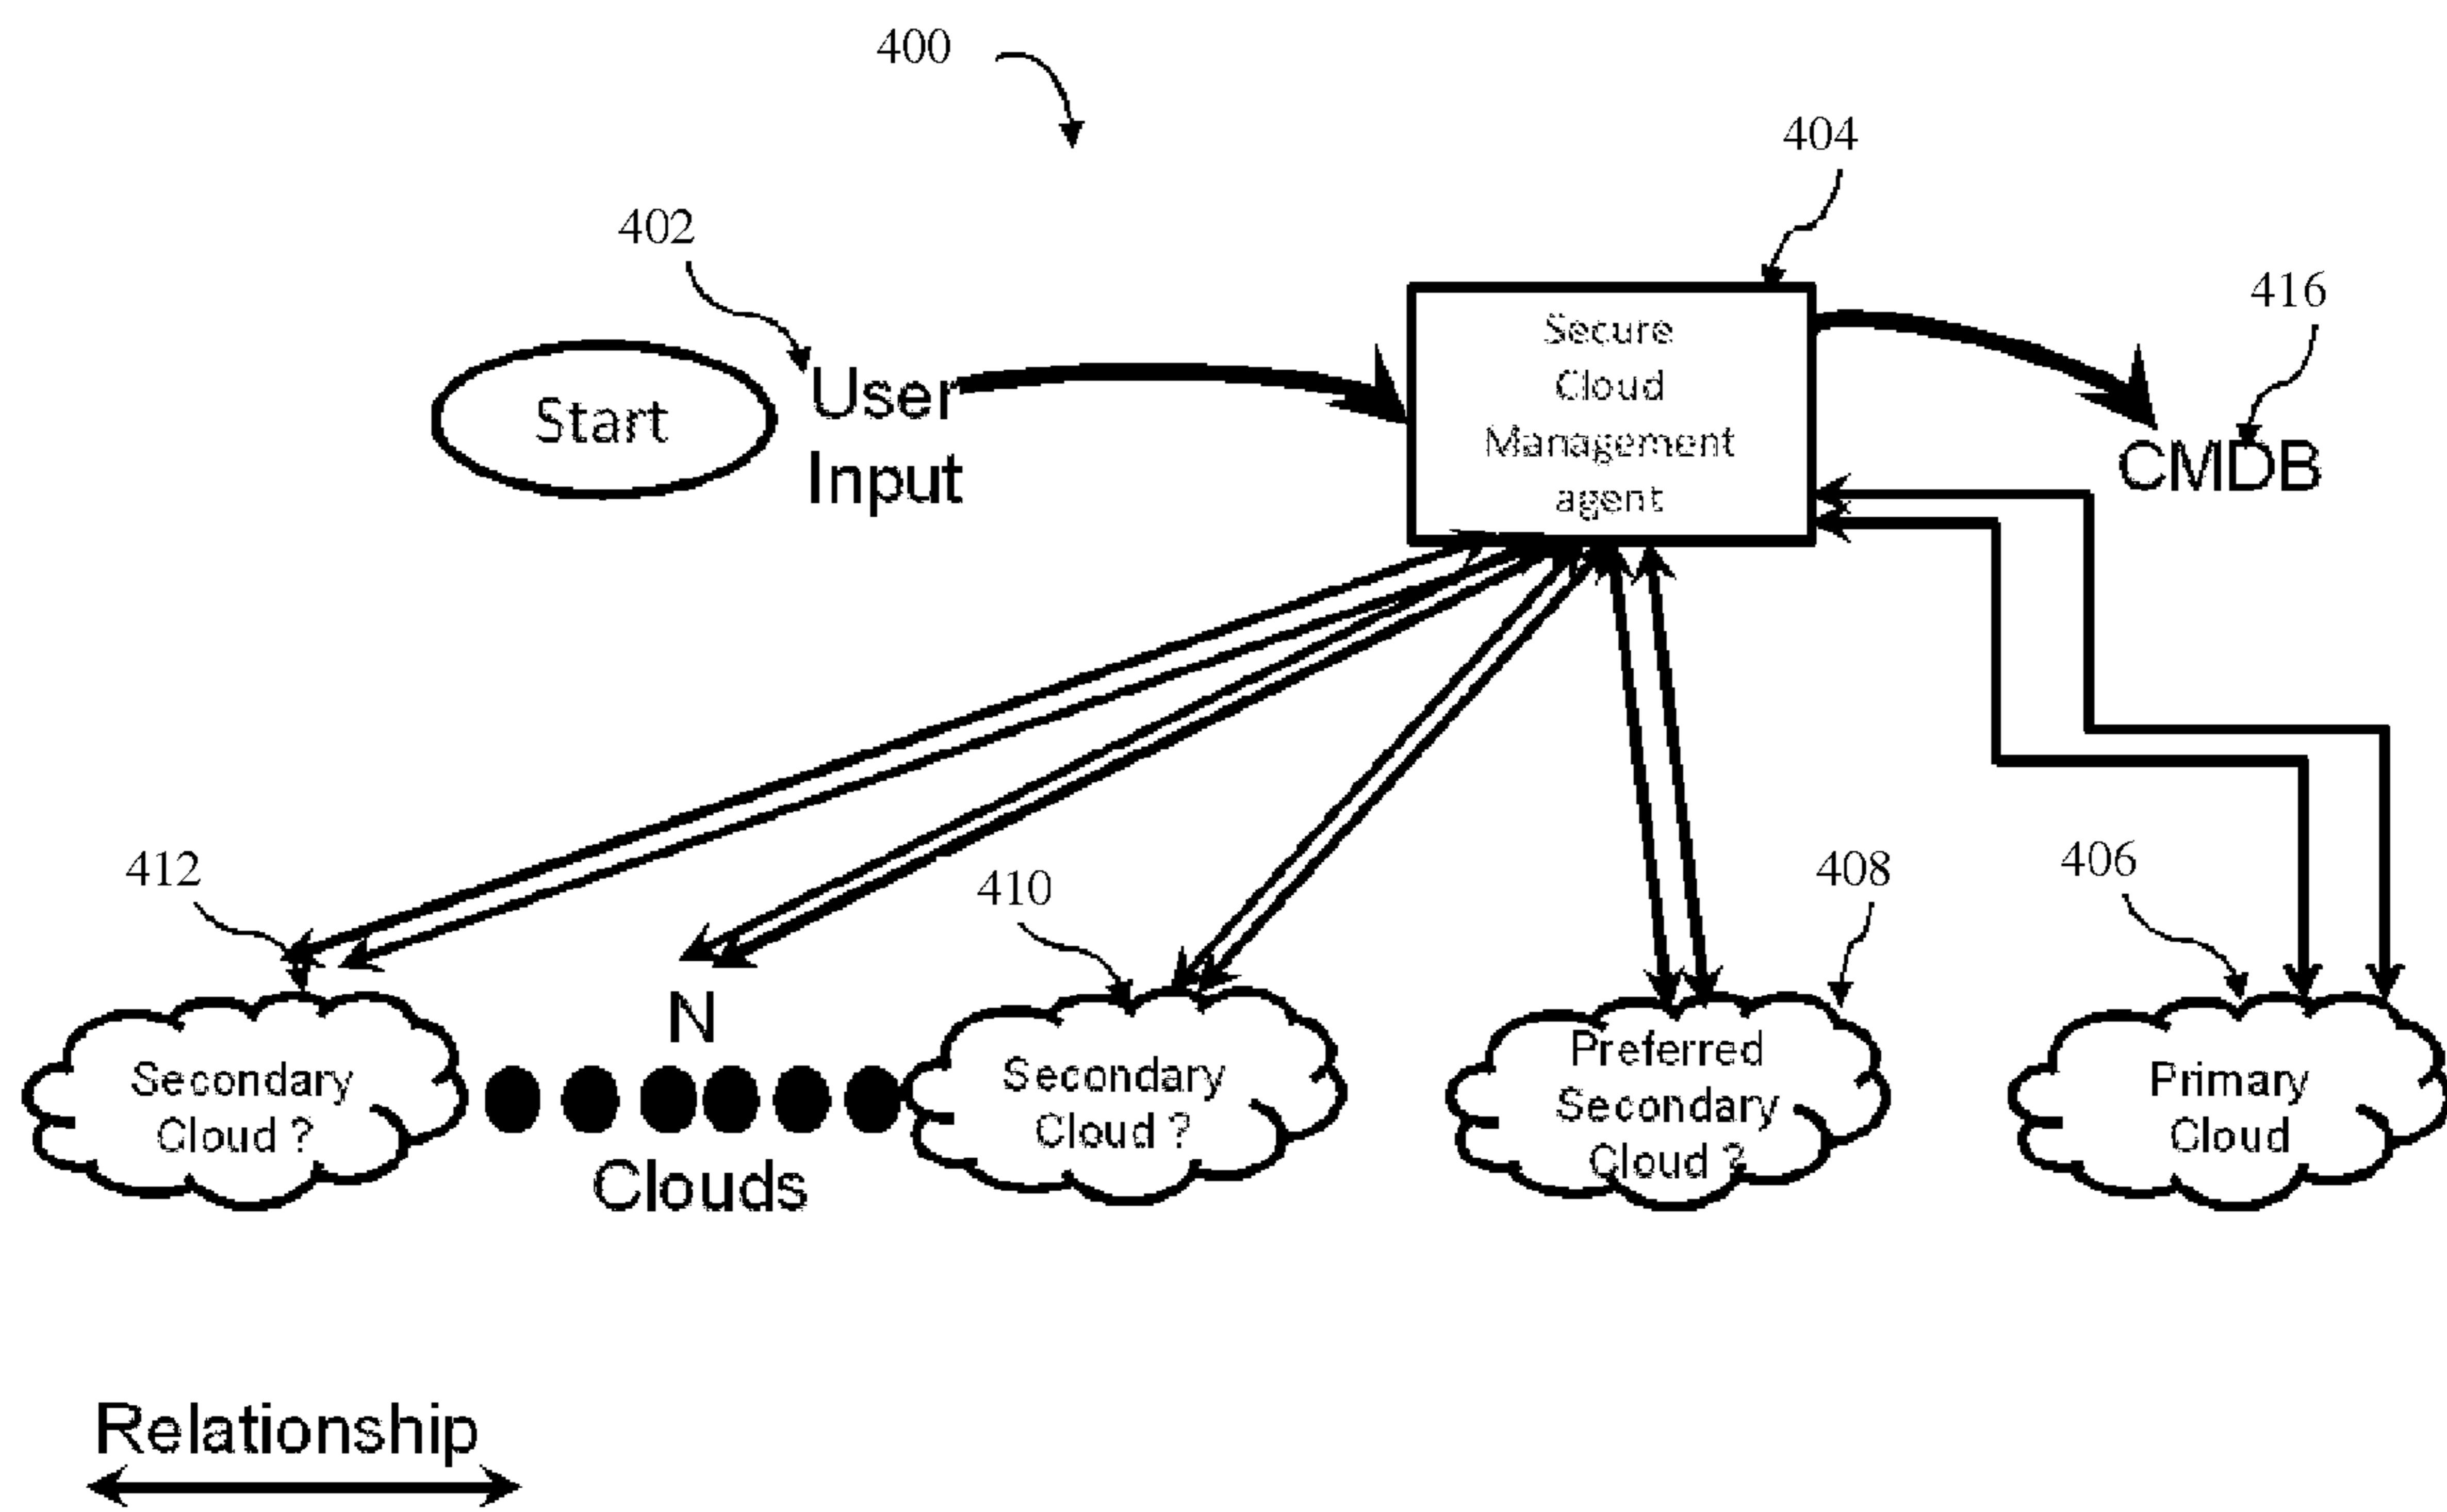 400
404
402
416
Start
User
Input
Secure
Cloud
Management
agent
CMDB
412
410
408
406
N
Clouds
Secondary
Cloud ?
Secondary
Cloud ?
Preferred
Secondary
Cloud ?
Primary
Cloud
Relationship